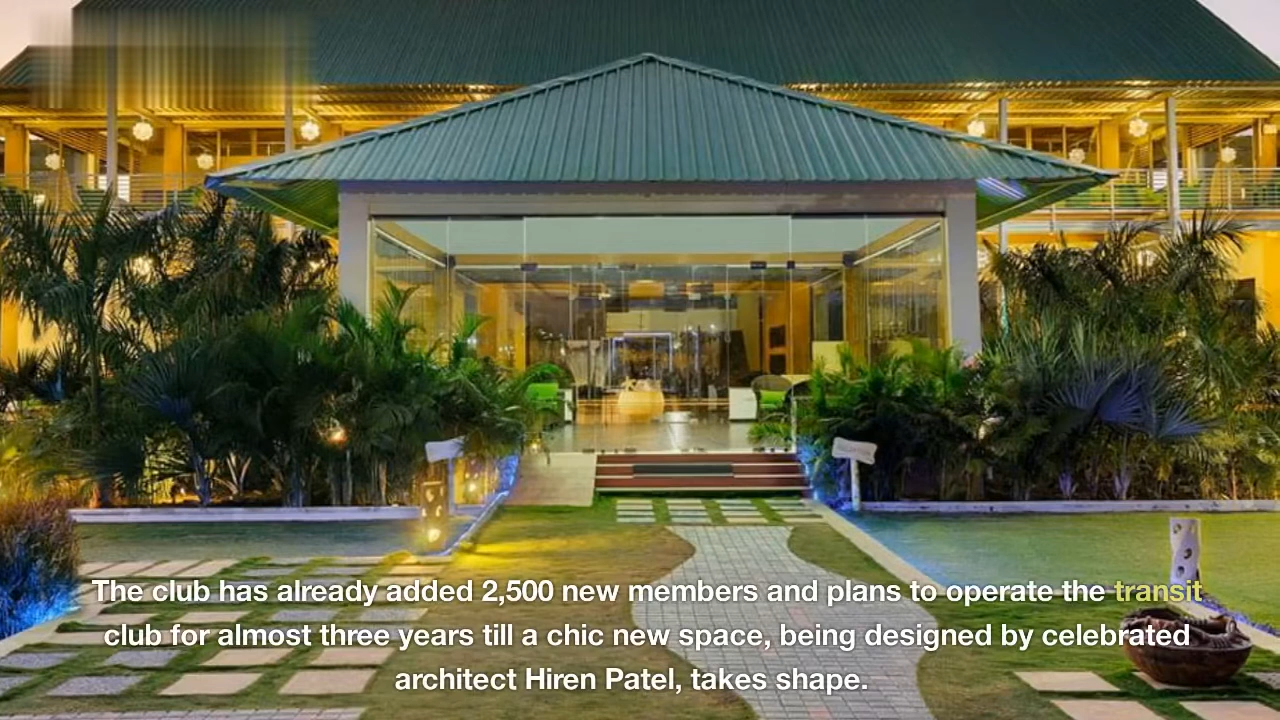 The club has already added 2,500 new members and plans to operate the transit
club for almost three years till a chic new space, being designed by celebrated
architect Hiren Patel, takes shape.